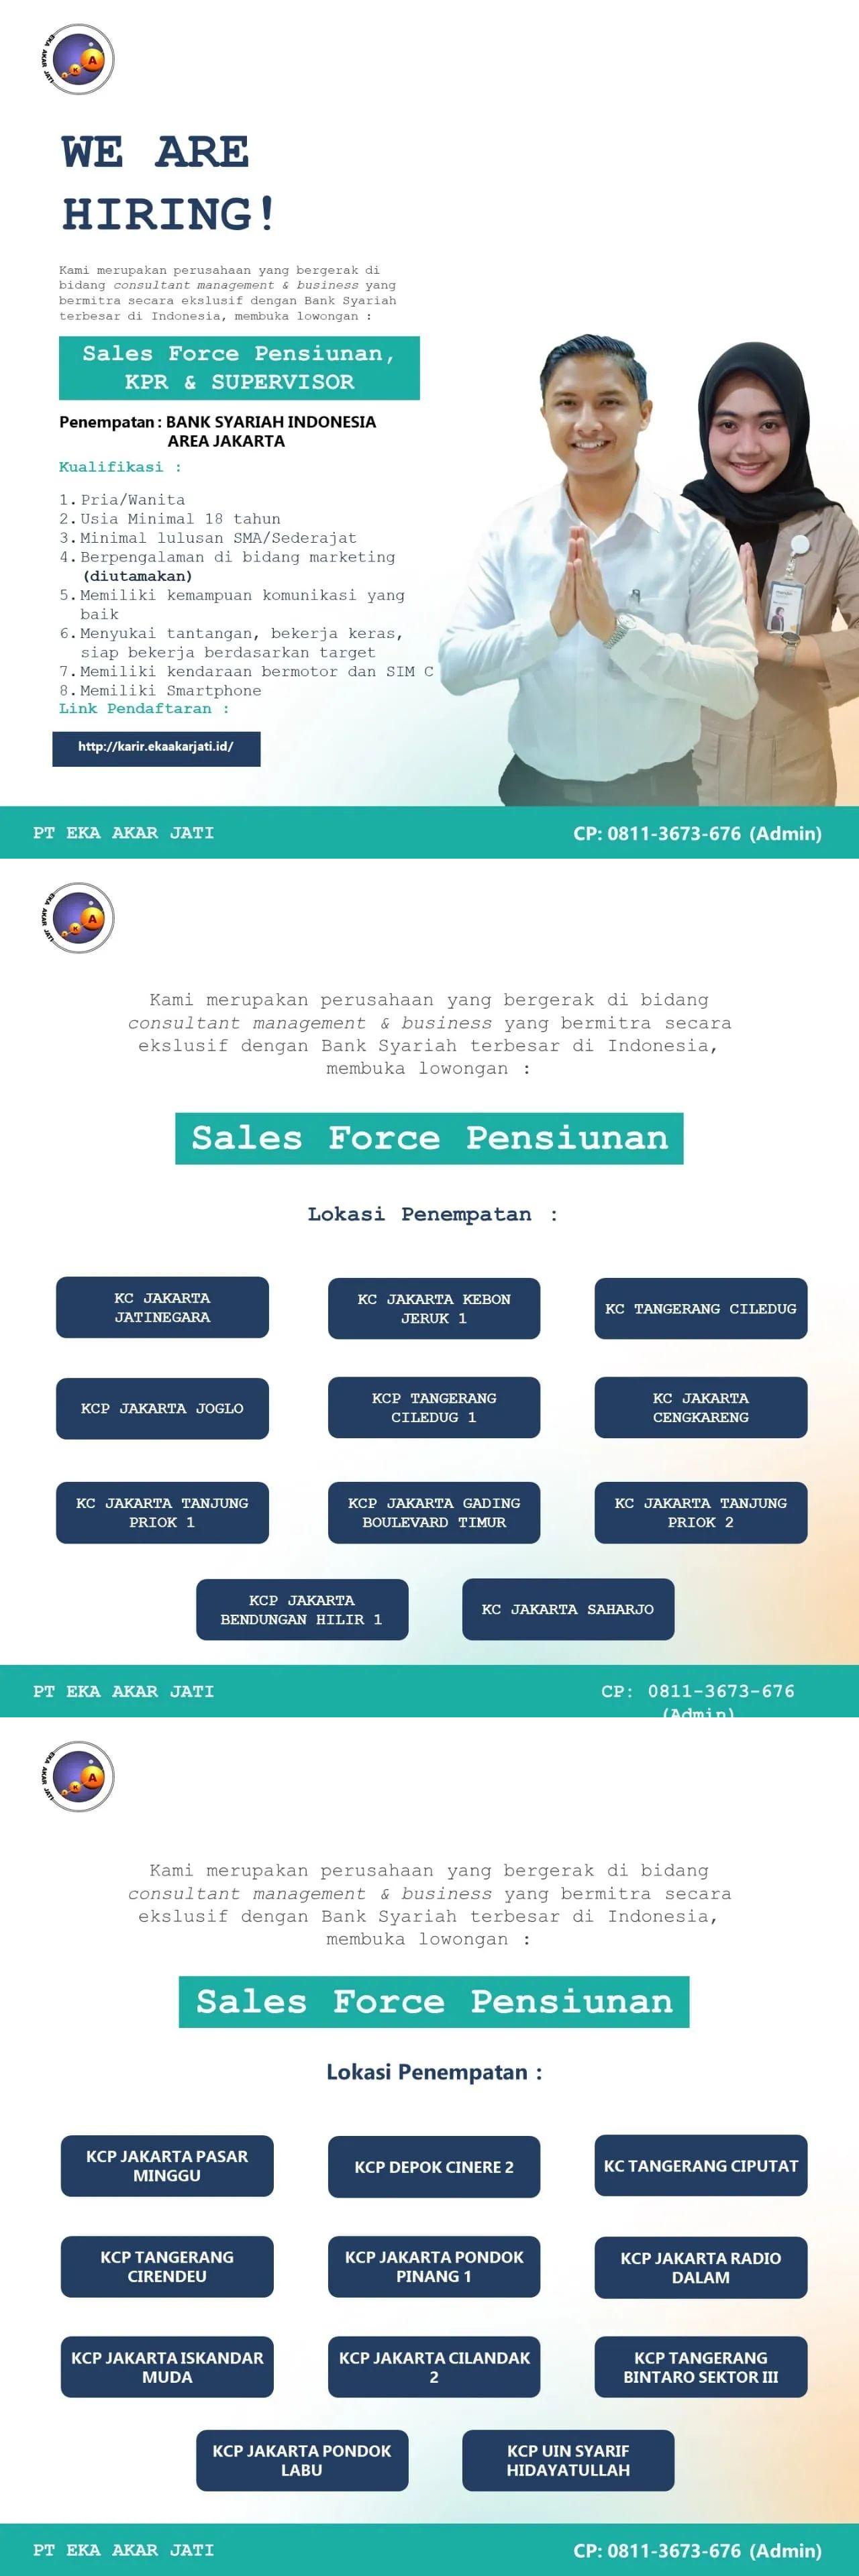 EKA AKAR JATI
E K A
WE ARE
HIRING!
Kami merupakan perusahaan yang bergerak di
bidang consultant management & business yang
bermitra secara ekslusif dengan Bank Syariah
terbesar di Indonesia, membuka lowongan :
Sales Force Pensiunan,
KPR & SUPERVISOR
Penempatan : BANK SYARIAH INDONESIA
AREA JAKARTA
Kualifikasi :
1. Pria/Wanita
2. Usia Minimal 18 tahun
3. Minimal lulusan SMA/Sederajat
4. Berpengalaman di bidang marketing
(diutamakan)
5. Memiliki kemampuan komunikasi yang
baik
6. Menyukai tantangan, bekerja keras,
siap bekerja berdasarkan target
7. Memiliki kendaraan bermotor dan SIM C
8. Memiliki Smartphone
Link Pendaftaran :
http://karir.ekaakarjati.id/
PT EKA AKAR JATI
CP: 0811-3673-676 (Admin)
EKA AKAR JATI
E K A
Kami merupakan perusahaan yang bergerak di bidang
consultant management & business yang bermitra secara
ekslusif dengan Bank Syariah terbesar di Indonesia,
membuka lowongan :
Sales Force Pensiunan
Lokasi Penempatan :
KC JAKARTA
JATINEGARA
KC JAKARTA KEBON
JERUK 1
KC TANGERANG CILEDUG
KCP JAKARTA JOGLO
KCP TANGERANG
CILEDUG 1
KC JAKARTA
CENGKARENG
KC JAKARTA TANJUNG
PRIOK 1
KCP JAKARTA GADING
BOULEVARD TIMUR
KC JAKARTA TANJUNG
PRIOK 2
KCP JAKARTA
BENDUNGAN HILIR 1
KC JAKARTA SAHARJO
PT EKA AKAR JATI
CP: 0811-3673-676
(Admin)
EKA AKAR JATI
E K A
Kami merupakan perusahaan yang bergerak di bidang
consultant management & business yang bermitra secara
ekslusif dengan Bank Syariah terbesar di Indonesia,
membuka lowongan :
Sales Force Pensiunan
Lokasi Penempatan :
KCP JAKARTA PASAR
MINGGU
KCP DEPOK CINERE 2
KC TANGERANG CIPUTAT
KCP TANGERANG
CIRENDEU
KCP JAKARTA PONDOK
PINANG 1
KCP JAKARTA RADIO
DALAM
KCP JAKARTA ISKANDAR
MUDA
KCP JAKARTA CILANDAK
2
KCP TANGERANG
BINTARO SEKTOR III
KCP JAKARTA PONDOK
LABU
KCP UIN SYARIF
HIDAYATULLAH
PT EKA AKAR JATI
CP: 0811-3673-676 (Admin)